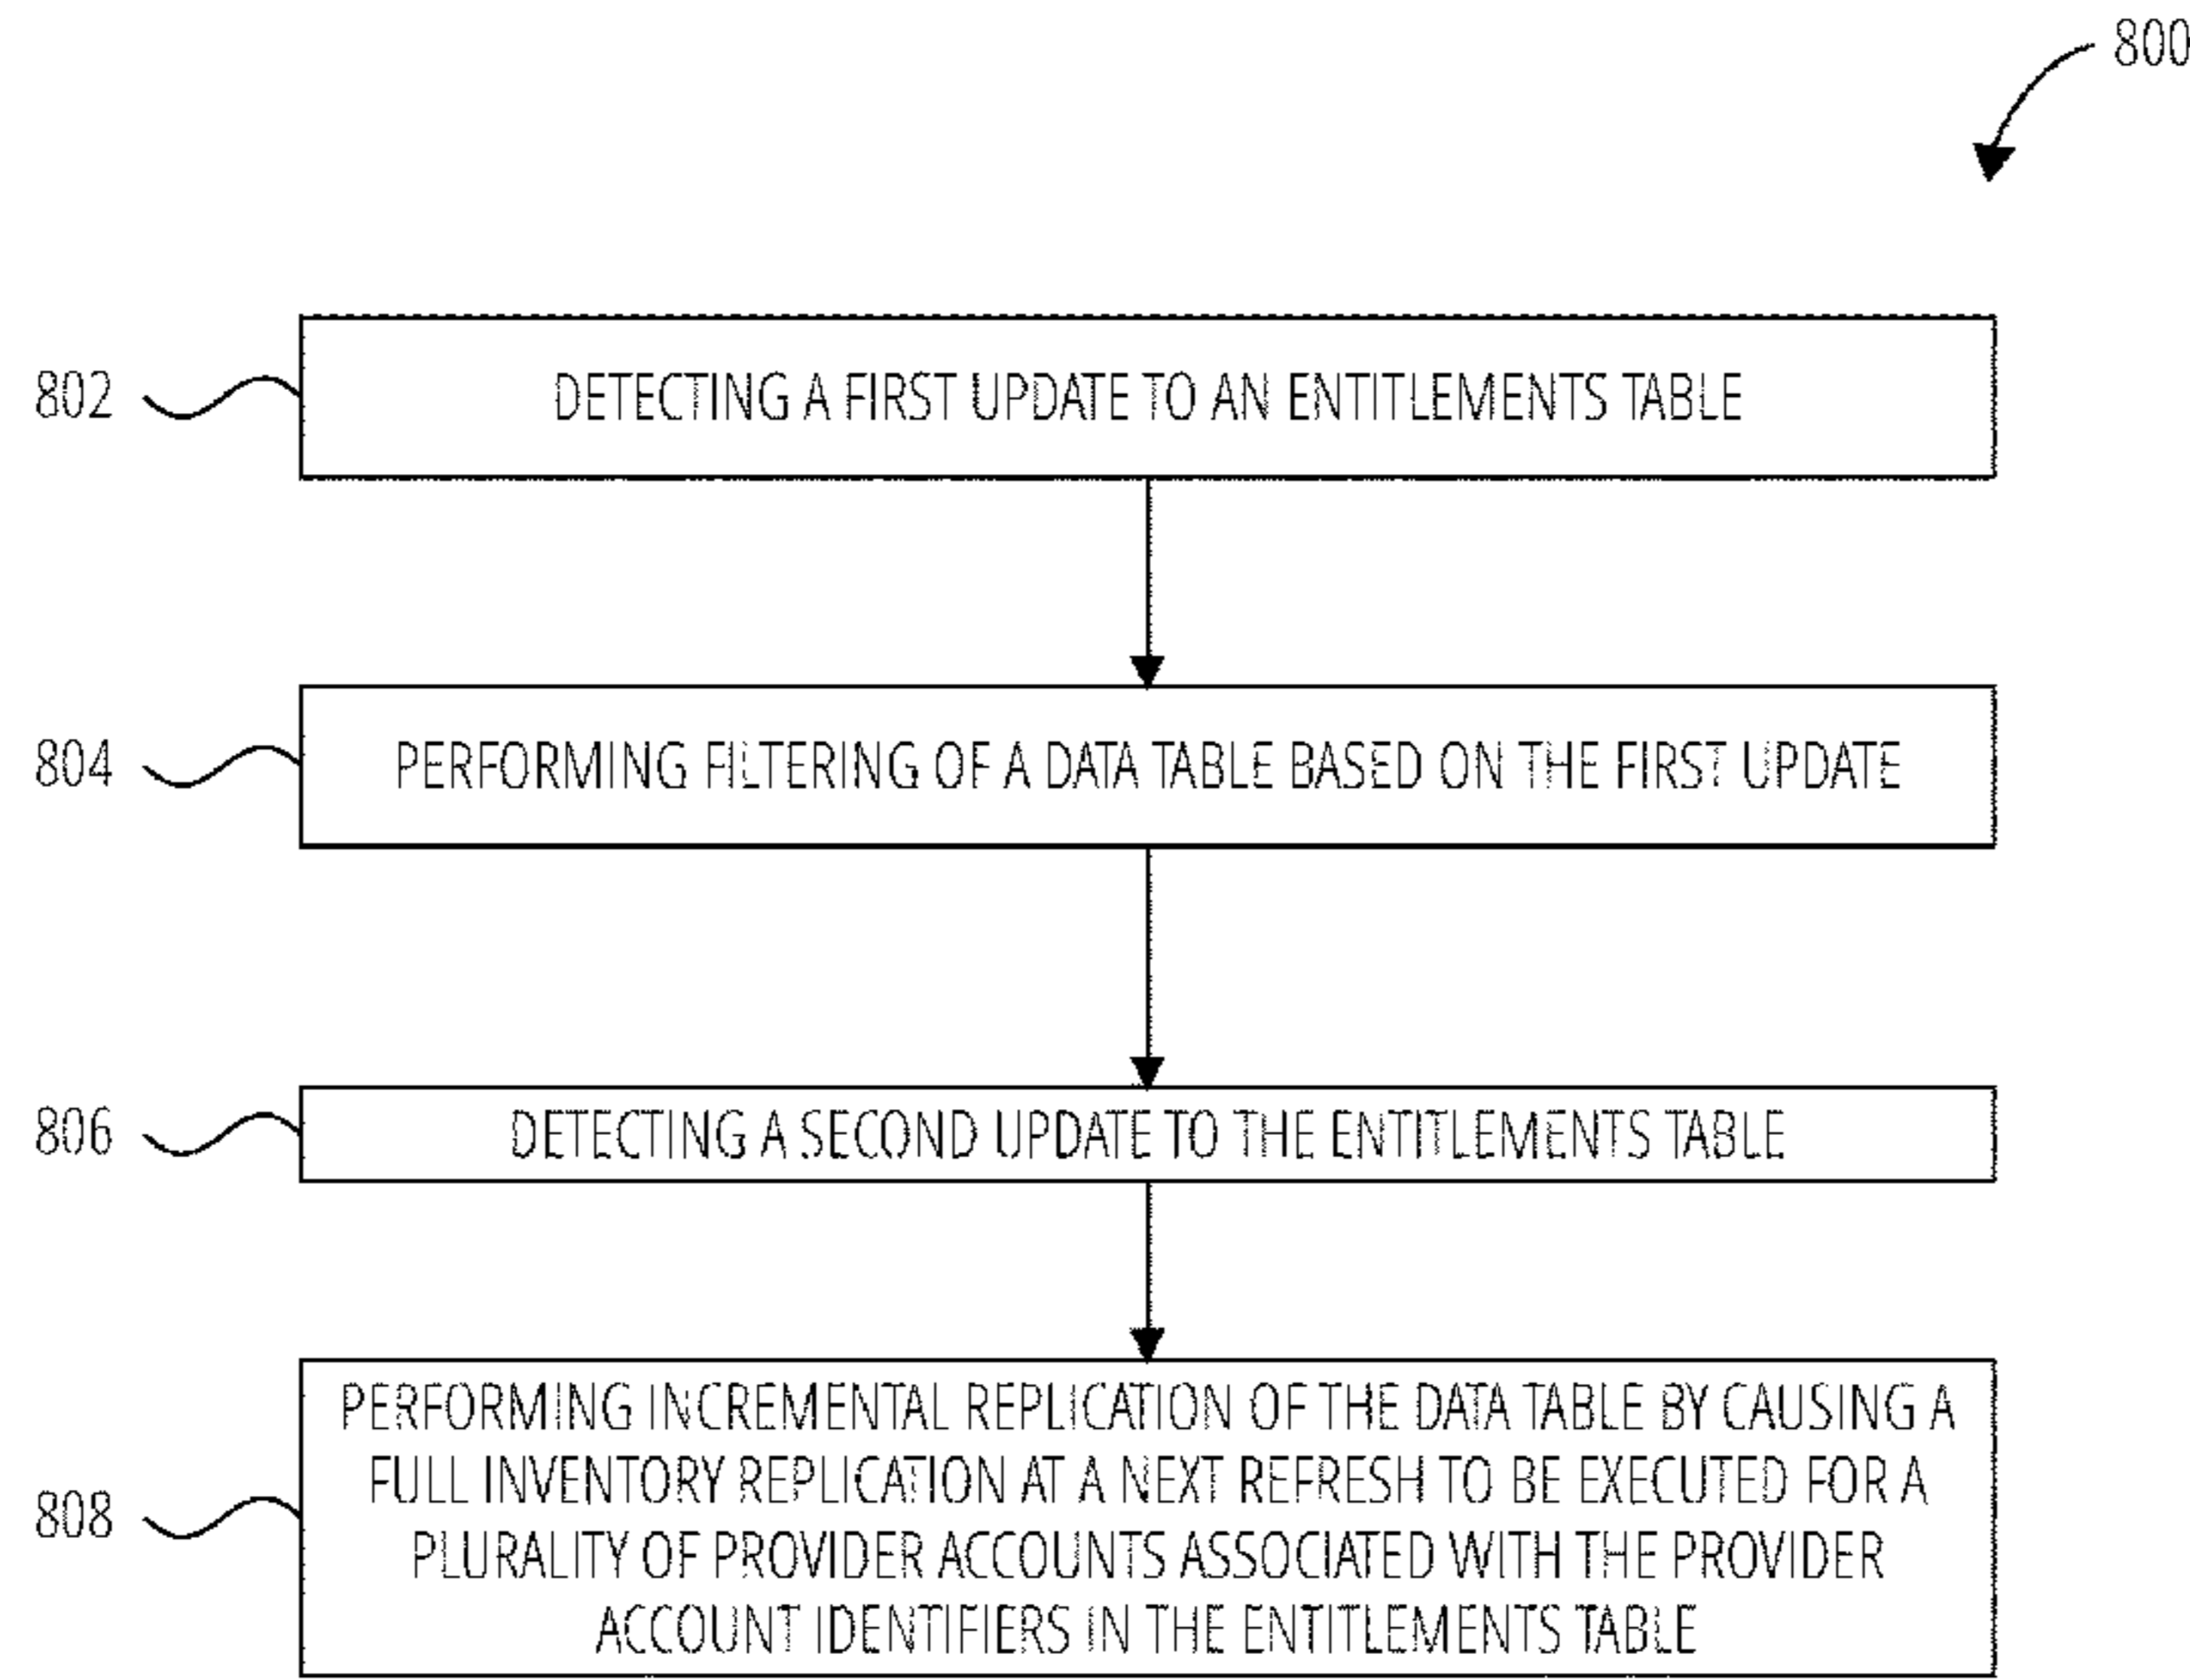 800
802
DETECTING A FIRST UPDATE TO AN ENTITLEMENTS TABLE
804
PERFORMING FILTERING OF A DATA TABLE BASED ON THE FIRST UPDATE
806
DETECTING A SECOND UPDATE TO THE ENTITLEMENTS TABLE
808
PERFORMING INCREMENTAL REPLICATION OF THE DATA TABLE BY CAUSING A
FULL INVENTORY REPLICATION AT A NEXT REFRESH TO BE EXECUTED FOR A
PLURALITY OF PROVIDER ACCOUNTS ASSOCIATED WITH THE PROVIDER
ACCOUNT IDENTIFIERS IN THE ENTITLEMENTS TABLE